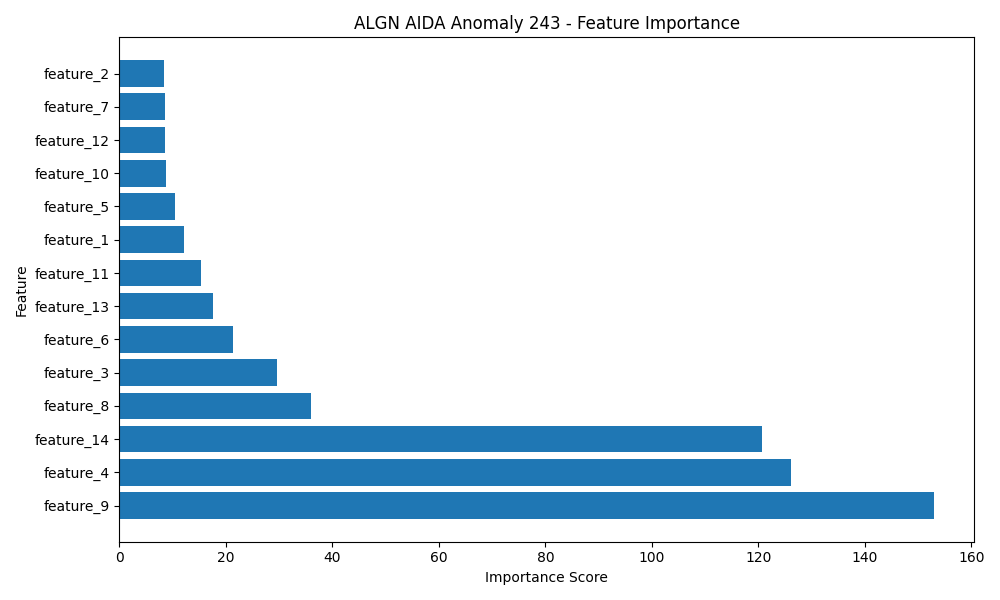 ALGN AIDA Anomaly 243 - Feature Importance
Feature
feature_2
feature_7
feature_12
feature_10
feature_5
feature_1
feature_11
feature_13
feature_6
feature_3
feature_8
feature_14
feature_4
feature_9
0 20 40 60 80 100 120 140 160
Importance Score